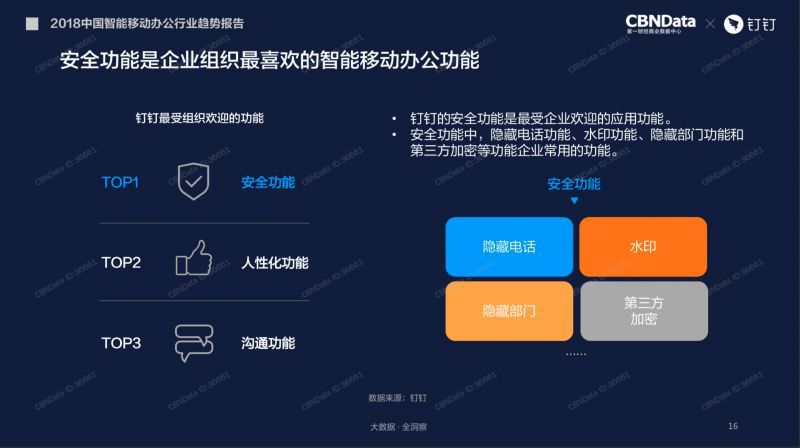 2018中国智能移动办公行业趋势报告
CBNData
第一财经商业数据中心
×
钉钉
安全功能是企业组织最喜欢的智能移动办公功能
钉钉最受组织欢迎的功能
TOP1
安全功能
TOP2
人性化功能
TOP3
沟通功能
• 钉钉的安全功能是最受企业欢迎的应用功能。
• 安全功能中，隐藏电话功能、水印功能、隐藏部门功能和
第三方加密等功能企业常用的功能。
安全功能
隐藏电话
水印
隐藏部门
第三方
加密
……
数据来源：钉钉
大数据·全洞察
16
CBNData ID:36661